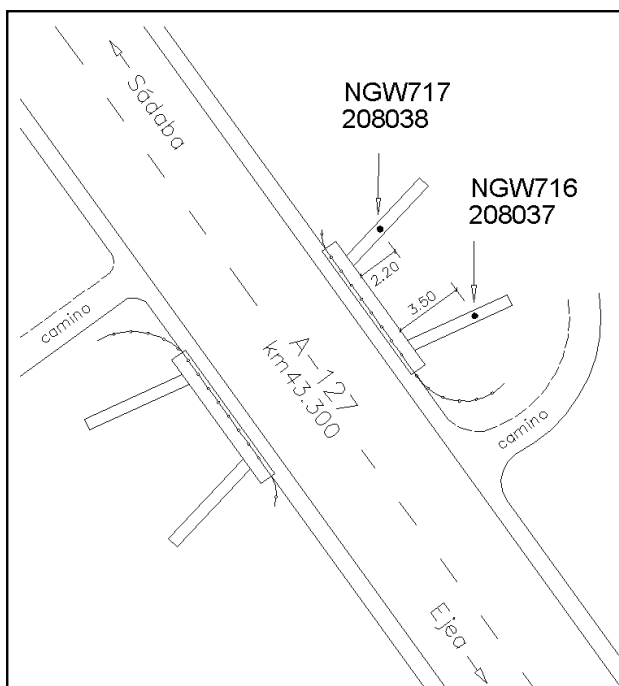 Sádaba
NGW717
208038
NGW716
208037
2.20
3.50
camino
A-127
km43.300
camino
Ejea